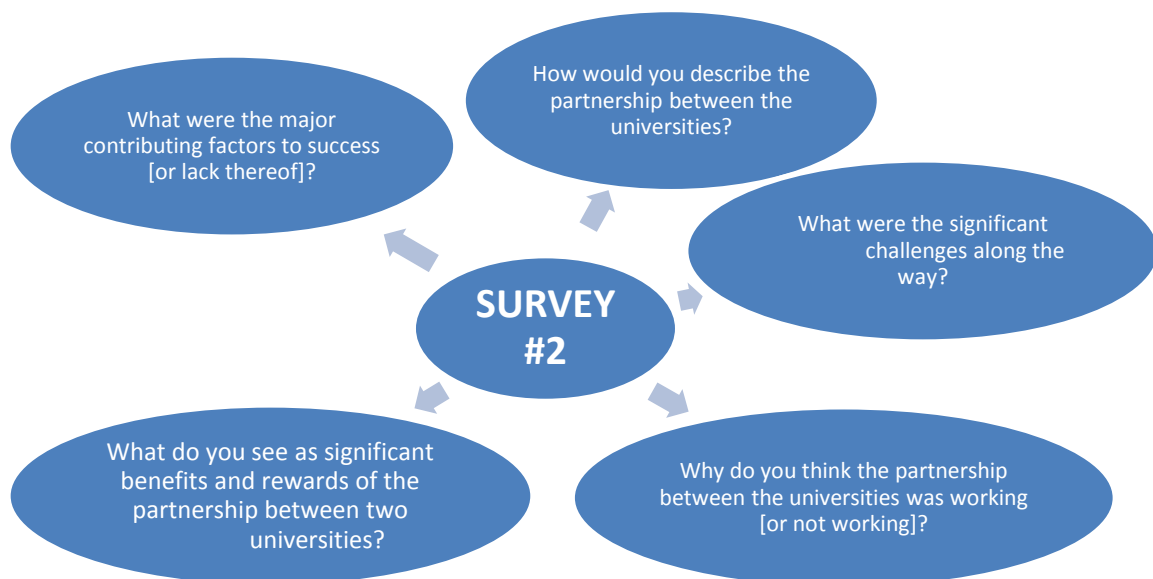 What were the major
contributing factors to success
[or lack thereof]?
How would you describe the
partnership between the
universities?
What were the significant
challenges along the
way?
SURVEY
#2
What do you see as significant
benefits and rewards of the
partnership between two
universities?
Why do you think the partnership
between the universities was working
[or not working]?